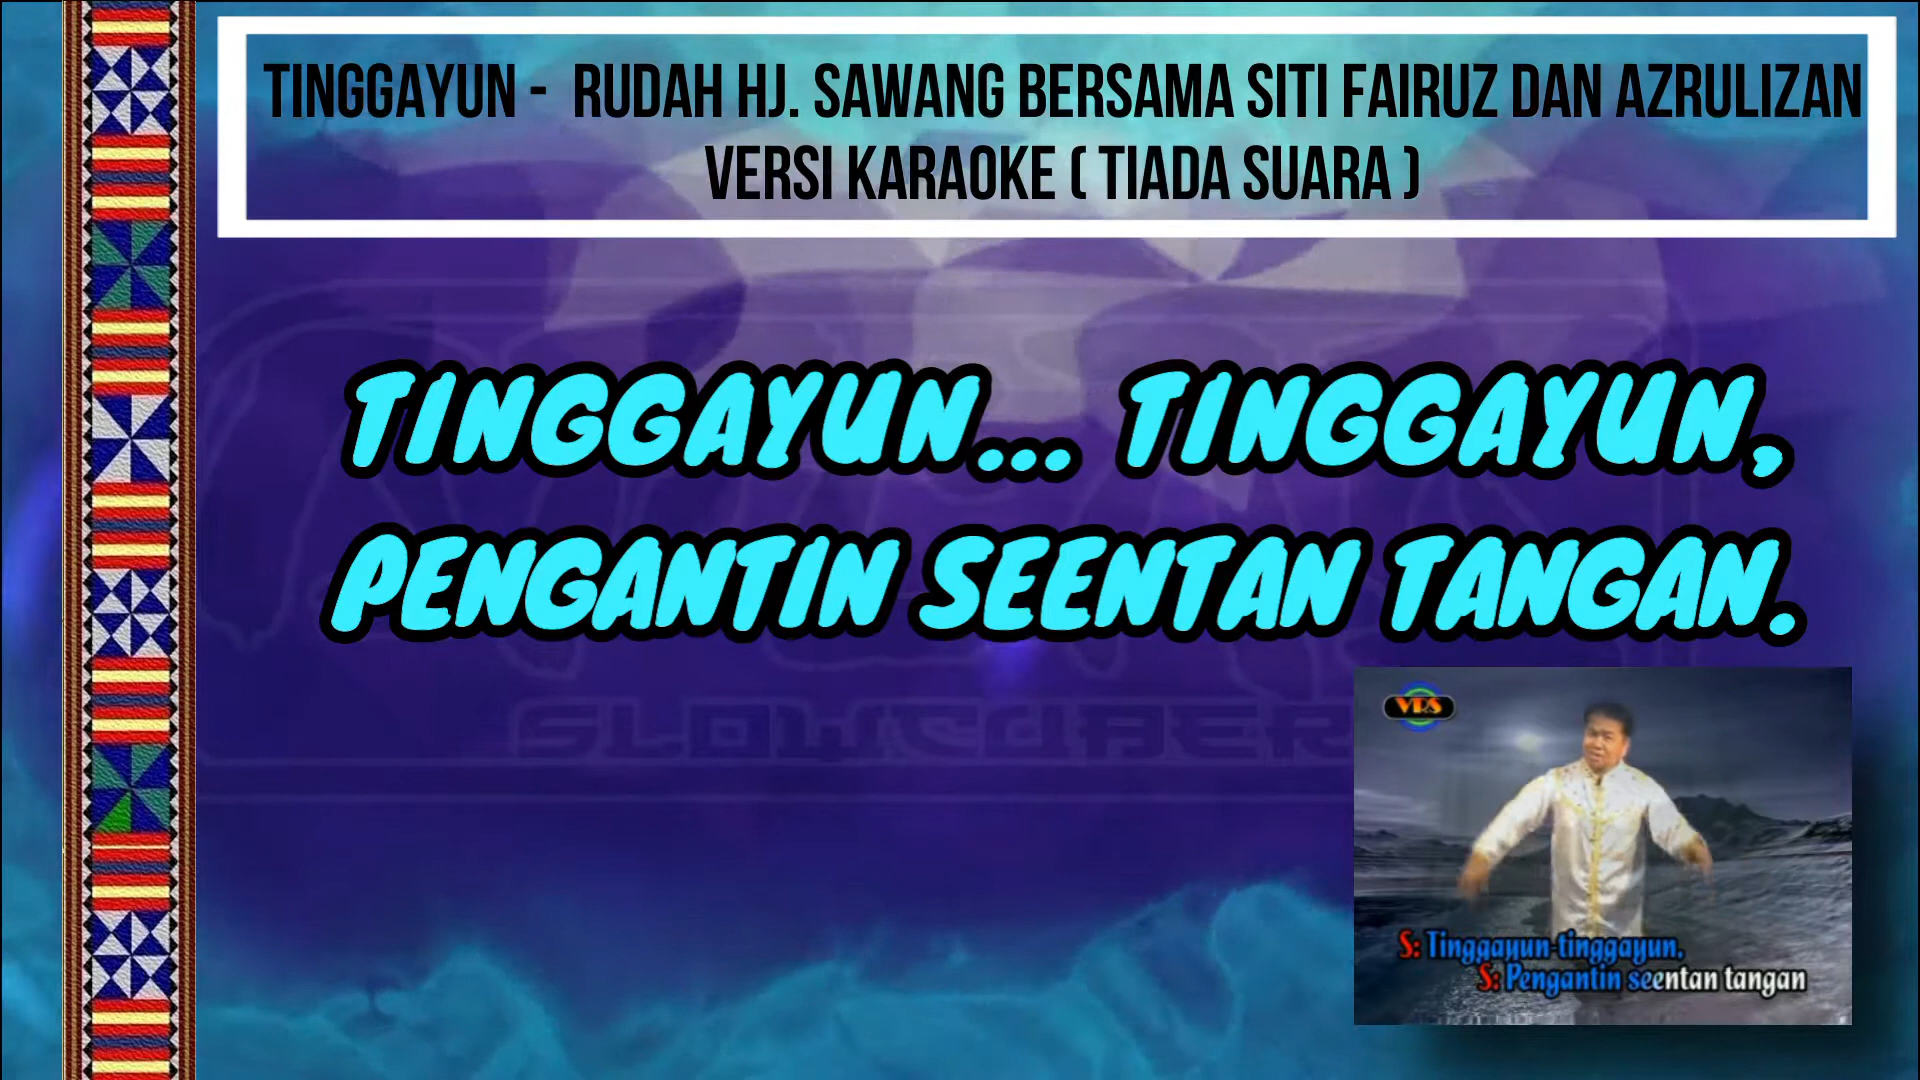 TINGGAYUN - RUDAH HJ. SAWANG BERSAMA SITI FAIRUZ DAN AZRULIZAN
VERSI KARAOKE ( TIADA SUARA )
TINGGAYUN... TINGGAYUN,
PENGANTIN SEENTAN TANGAN.
VRS
S: Tinggayun-tinggayun,
S: Pengantin seentan tangan